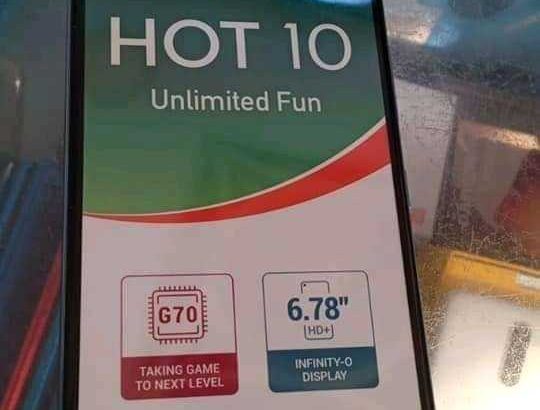 HOT 10
Unlimited Fun
G70
TAKING GAME
TO NEXT LEVEL
6.78"
HD+
INFINITY-O
DISPLAY